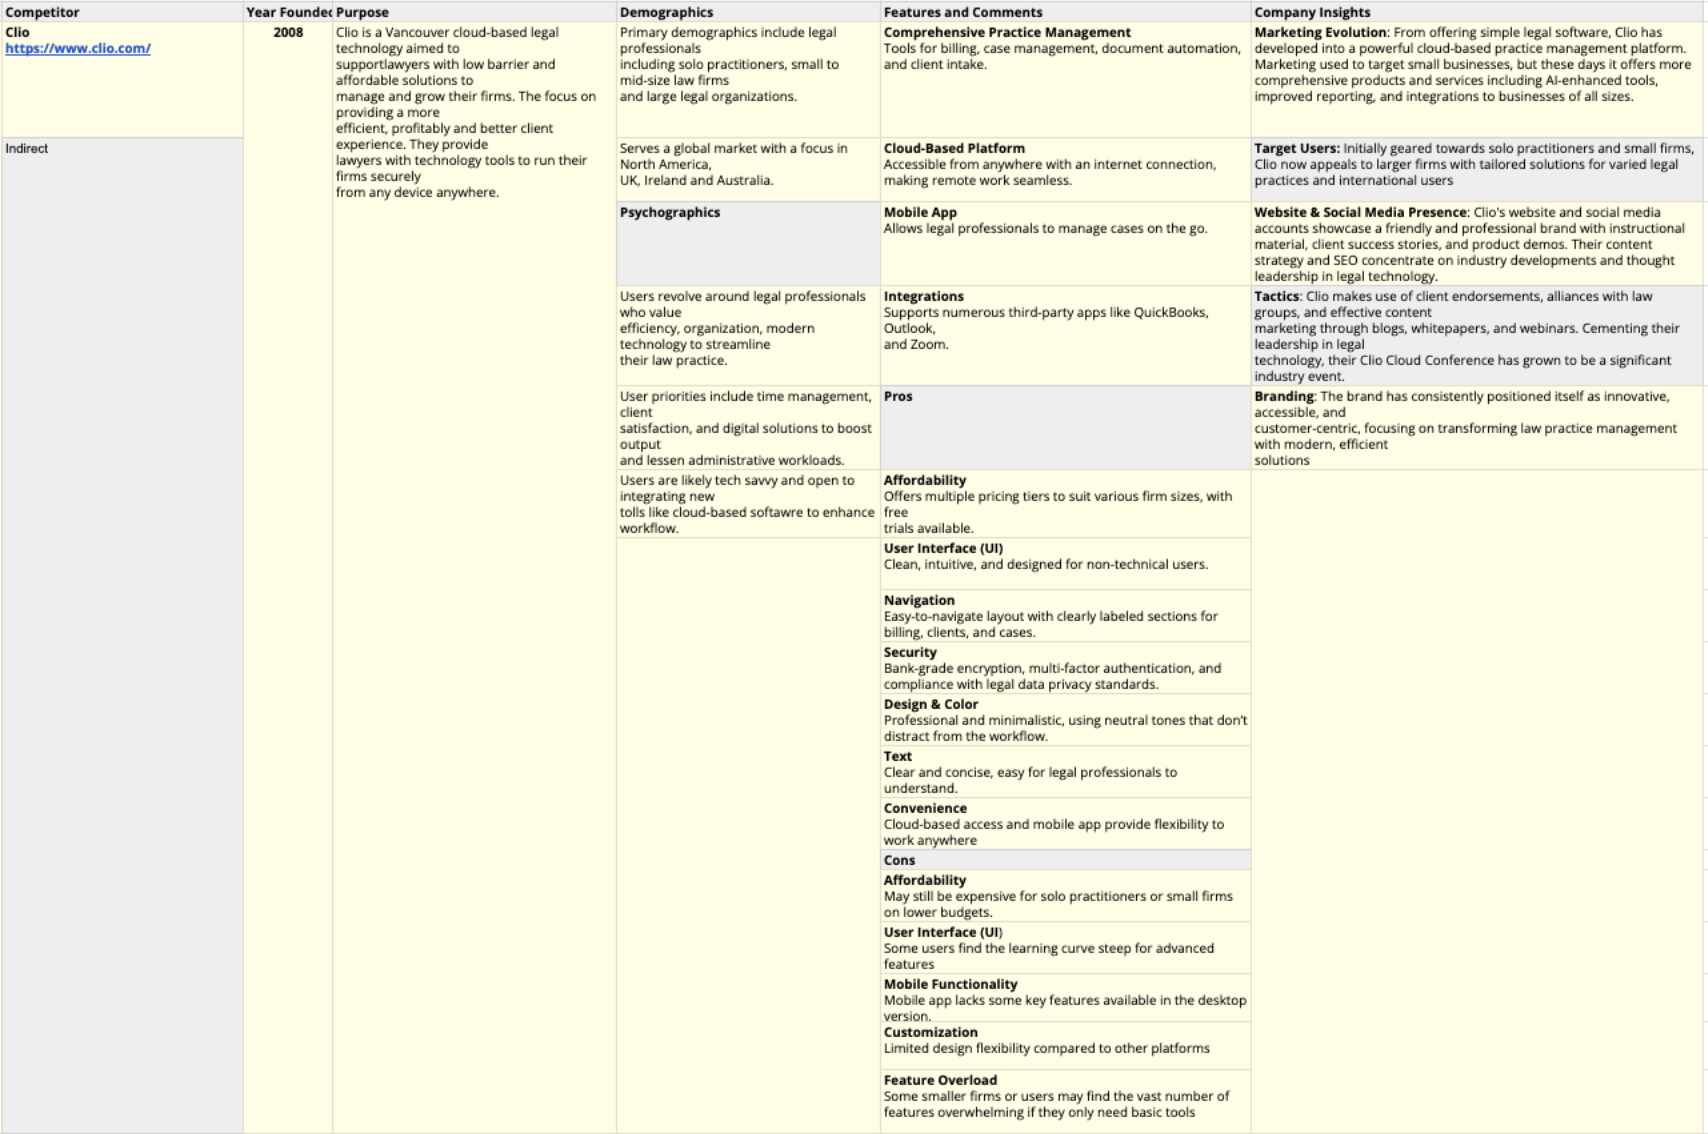 Competitor
Year Founded
Purpose
Demographics
Features and Comments
Company Insights
Clio
https://www.clio.com/
Indirect
2008
Clio is a Vancouver cloud-based legal
technology aimed to
supportlawyers with low barrier and
affordable solutions to
manage and grow their firms. The focus on
providing a more
efficient, profitably and better client
experience. They provide
lawyers with technology tools to run their
firms securely
from any device anywhere.
Primary demographics include legal
professionals
including solo practitioners, small to
mid-size law firms
and large legal organizations.
Serves a global market with a focus in
North America,
UK, Ireland and Australia.
Psychographics
Users revolve around legal professionals
who value
efficiency, organization, modern
technology to streamline
their law practice.
User priorities include time management,
client
satisfaction, and digital solutions to boost
output
and lessen administrative workloads.
Users are likely tech savvy and open to
integrating new
tolls like cloud-based softawre to enhance
workflow.
Comprehensive Practice Management
Tools for billing, case management, document automation,
and client intake.
Cloud-Based Platform
Accessible from anywhere with an internet connection,
making remote work seamless.
Mobile App
Allows legal professionals to manage cases on the go.
Integrations
Supports numerous third-party apps like QuickBooks,
Outlook,
and Zoom.
Pros
Affordability
Offers multiple pricing tiers to suit various firm sizes, with
free
trials available.
User Interface (UI)
Clean, intuitive, and designed for non-technical users.
Navigation
Easy-to-navigate layout with clearly labeled sections for
billing, clients, and cases.
Security
Bank-grade encryption, multi-factor authentication, and
compliance with legal data privacy standards.
Design & Color
Professional and minimalistic, using neutral tones that don't
distract from the workflow.
Text
Clear and concise, easy for legal professionals to
understand.
Convenience
Cloud-based access and mobile app provide flexibility to
work anywhere
Cons
Affordability
May still be expensive for solo practitioners or small firms
on lower budgets.
User Interface (UI)
Some users find the learning curve steep for advanced
features
Mobile Functionality
Mobile app lacks some key features available in the desktop
version.
Customization
Limited design flexibility compared to other platforms
Feature Overload
Some smaller firms or users may find the vast number of
features overwhelming if they only need basic tools
Marketing Evolution: From offering simple legal software, Clio has
developed into a powerful cloud-based practice management platform.
Marketing used to target small businesses, but these days it offers more
comprehensive products and services including AI-enhanced tools,
improved reporting, and integrations to businesses of all sizes.
Target Users: Initially geared towards solo practitioners and small firms,
Clio now appeals to larger firms with tailored solutions for varied legal
practices and international users
Website & Social Media Presence: Clio's website and social media
accounts showcase a friendly and professional brand with instructional
material, client success stories, and product demos. Their content
strategy and SEO concentrate on industry developments and thought
leadership in legal technology.
Tactics: Clio makes use of client endorsements, alliances with law
groups, and effective content
marketing through blogs, whitepapers, and webinars. Cementing their
leadership in legal
technology, their Clio Cloud Conference has grown to be a significant
industry event.
Branding: The brand has consistently positioned itself as innovative,
accessible, and
customer-centric, focusing on transforming law practice management
with modern, efficient
solutions